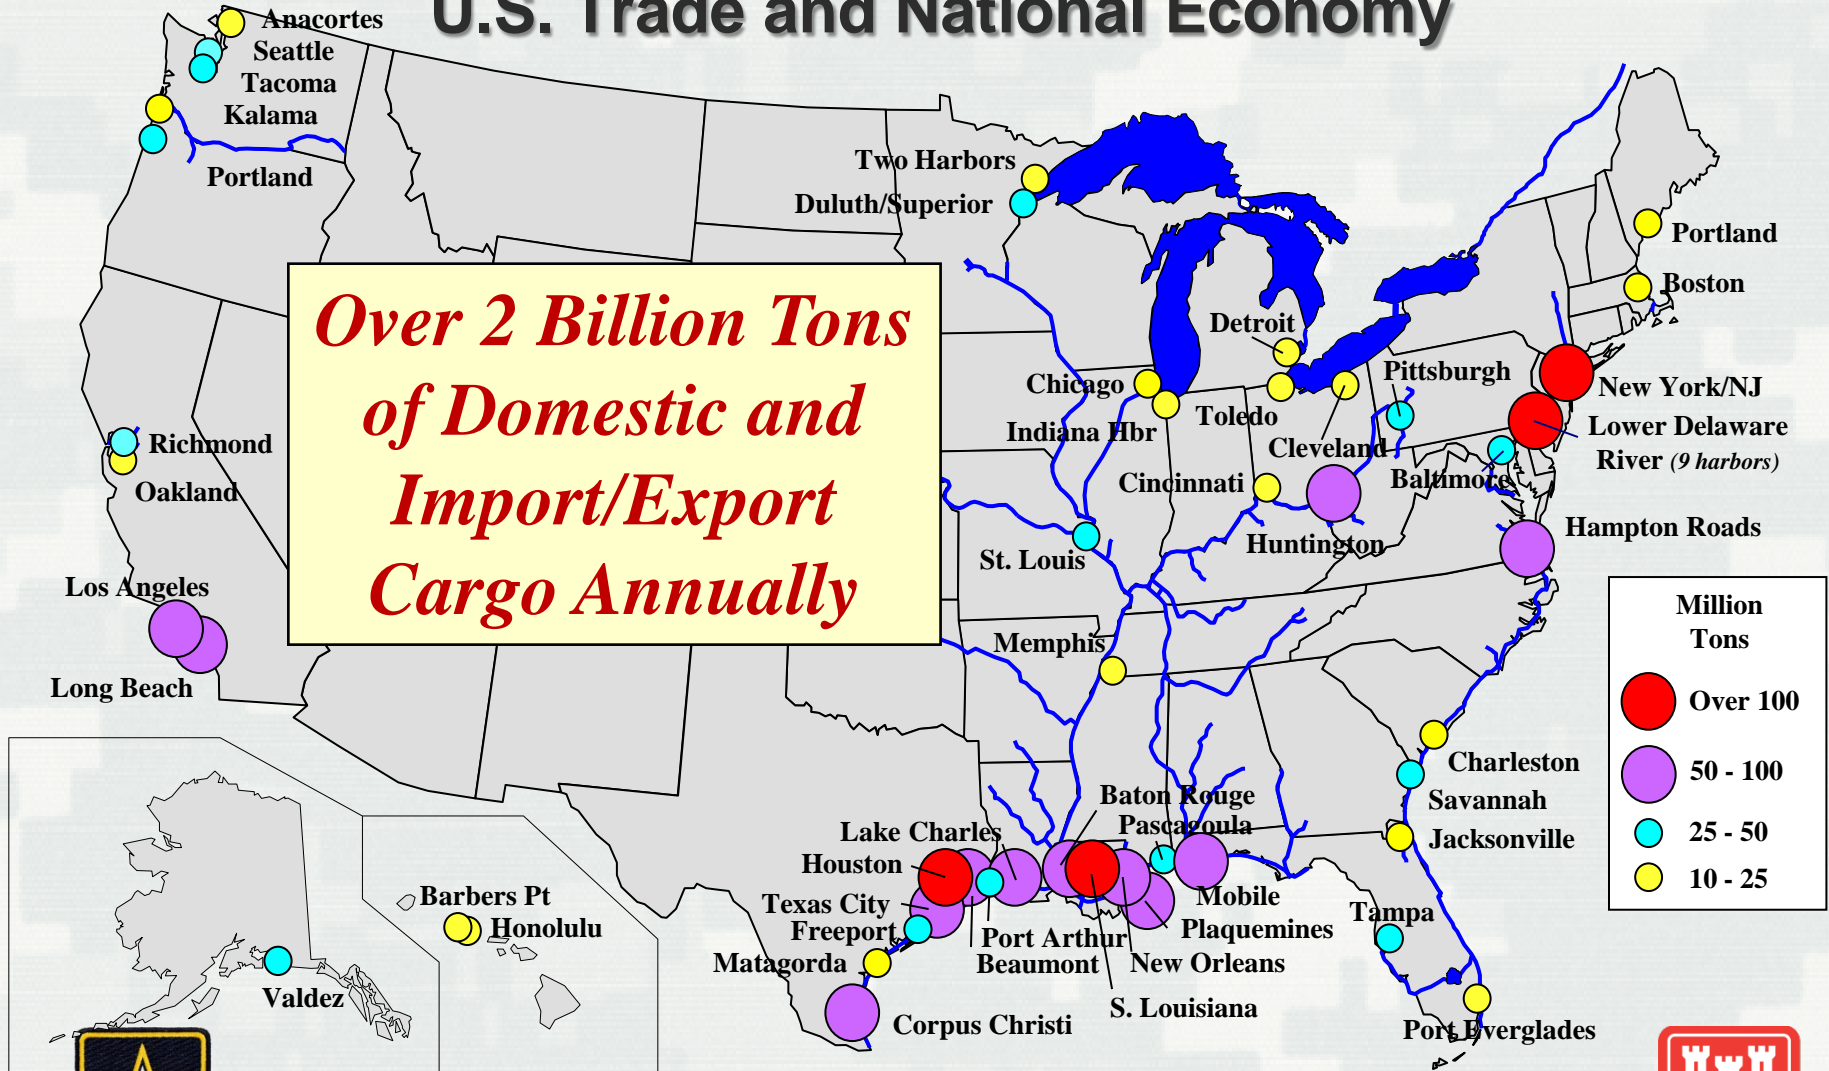 U.S. Trade and National Economy
Anacortes
Seattle
Tacoma
Kalama
Portland
Two Harbors
Duluth/Superior
Portland
Boston
Over 2 Billion Tons
of Domestic and
Import/Export
Cargo Annually
Detroit
Chicago
Toledo
Indiana Hbr
Cleveland
Pittsburgh
New York/NJ
Lower Delaware
River (9 harbors)
Baltimore
Cincinnati
Huntington
Hampton Roads
St. Louis
Richmond
Oakland
Los Angeles
Long Beach
Memphis
Million
Tons
Over 100
50 - 100
25 - 50
10 - 25
Charleston
Savannah
Jacksonville
Baton Rouge
Pascagoula
Lake Charles
Houston
Texas City
Freeport
Matagorda
Port Arthur
Beaumont
Mobile
Plaquemines
New Orleans
S. Louisiana
Corpus Christi
Tampa
Port Everglades
Barbers Pt
Honolulu
Valdez